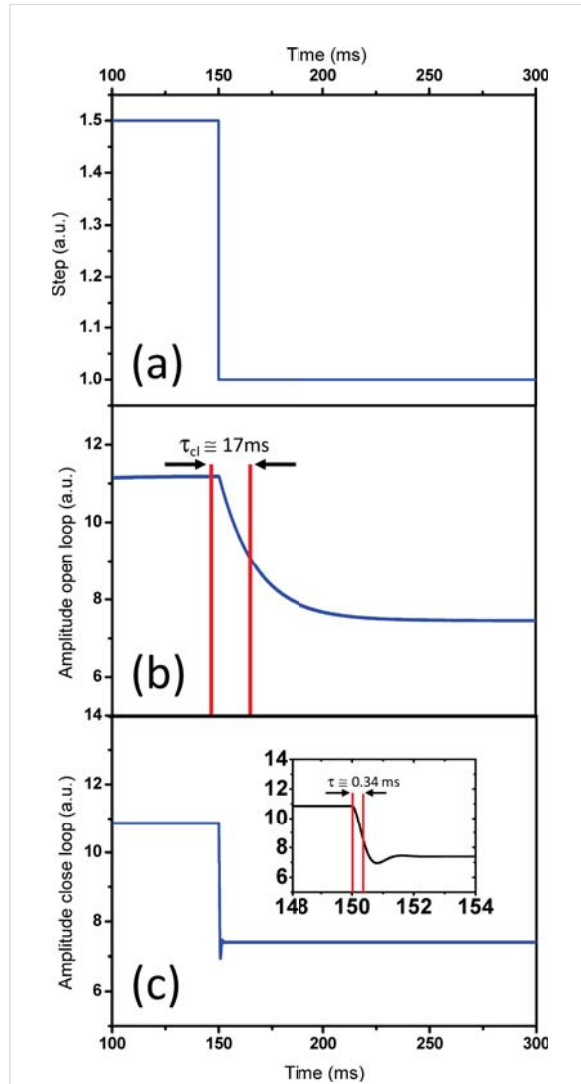 Time (ms)
100 150 200 250 300
Step (a.u.)
1.5
1.4
1.3
1.2
1.1
1.0
(a)
Amplitude open loop (a.u.)
12
10
8
6
14
τcl ≅ 17ms
(b)
Amplitude close loop (a.u.)
12
10
8
6
14
12
10
8
6
τ ≅ 0.34 ms
148 150 152 154
(c)
100 150 200 250 300
Time (ms)